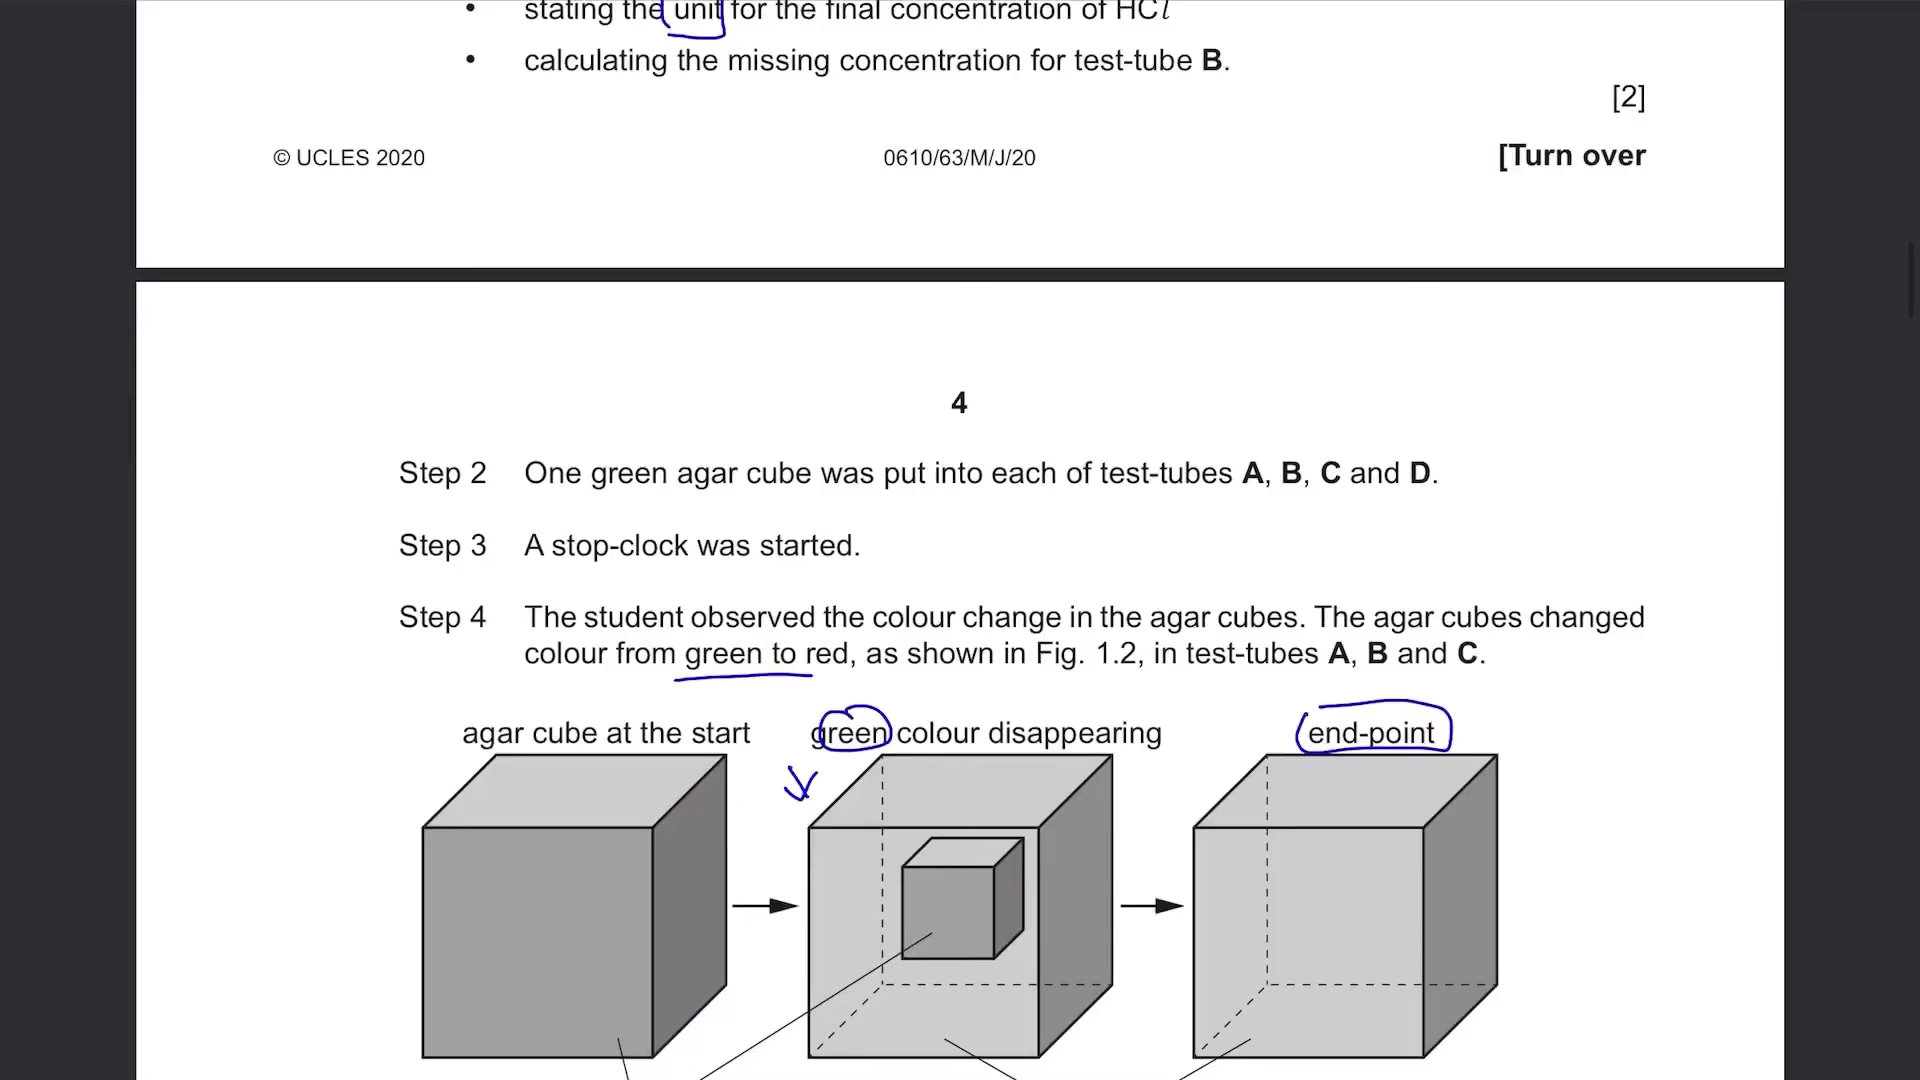 • stating the unit for the final concentration of HCl
• calculating the missing concentration for test-tube B.
[2]
© UCLES 2020 0610/63/M/J/20 [Turn over
4
Step 2 One green agar cube was put into each of test-tubes A, B, C and D.
Step 3 A stop-clock was started.
Step 4 The student observed the colour change in the agar cubes. The agar cubes changed
colour from green to red, as shown in Fig. 1.2, in test-tubes A, B and C.
agar cube at the start green colour disappearing end-point